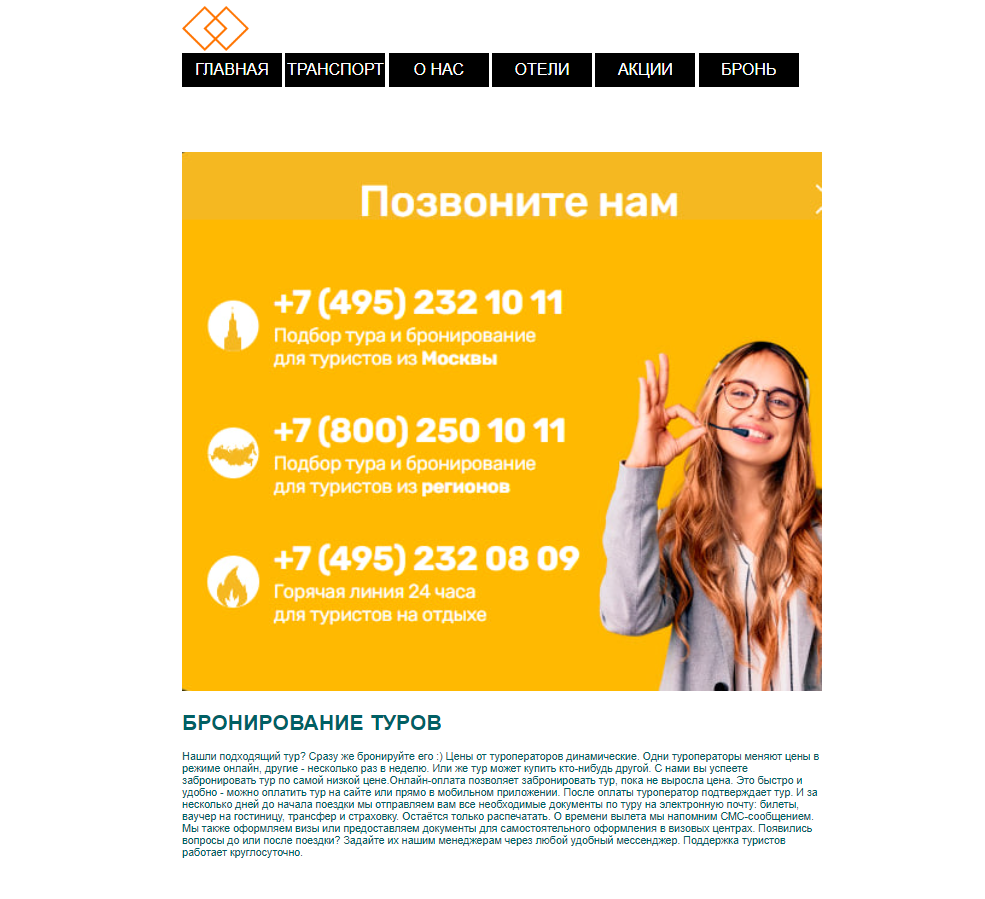 ГЛАВНАЯ ТРАНСПОРТ О НАС ОТЕЛИ АКЦИИ БРОНЬ
Позвоните нам
+7 (495) 232 10 11
Подбор тура и бронирование
для туристов из Москвы
+7 (800) 250 10 11
Подбор тура и бронирование
для туристов из регионов
+7 (495) 232 08 09
Горячая линия 24 часа
для туристов на отдыхе
БРОНИРОВАНИЕ ТУРОВ
Нашли подходящий тур? Сразу же бронируйте его :) Цены от туроператоров динамические. Одни туроператоры меняют цены в
режиме онлайн, другие - несколько раз в неделю. Или же тур может купить кто-нибудь другой. С нами вы успеете
забронировать тур по самой низкой цене.Онлайн-оплата позволяет забронировать тур, пока не выросла цена. Это быстро и
удобно - можно оплатить тур на сайте или прямо в мобильном приложении. После оплаты туроператор подтверждает тур. И за
несколько дней до начала поездки мы отправляем вам все необходимые документы по туру на электронную почту: билеты,
ваучер на гостиницу, трансфер и страховку. Остаётся только распечатать. О времени вылета мы напомним СМС-сообщением.
Мы также оформляем визы или предоставляем документы для самостоятельного оформления в визовых центрах. Появились
вопросы до или после поездки? Задайте их нашим менеджерам через любой удобный мессенджер. Поддержка туристов
работает круглосуточно.